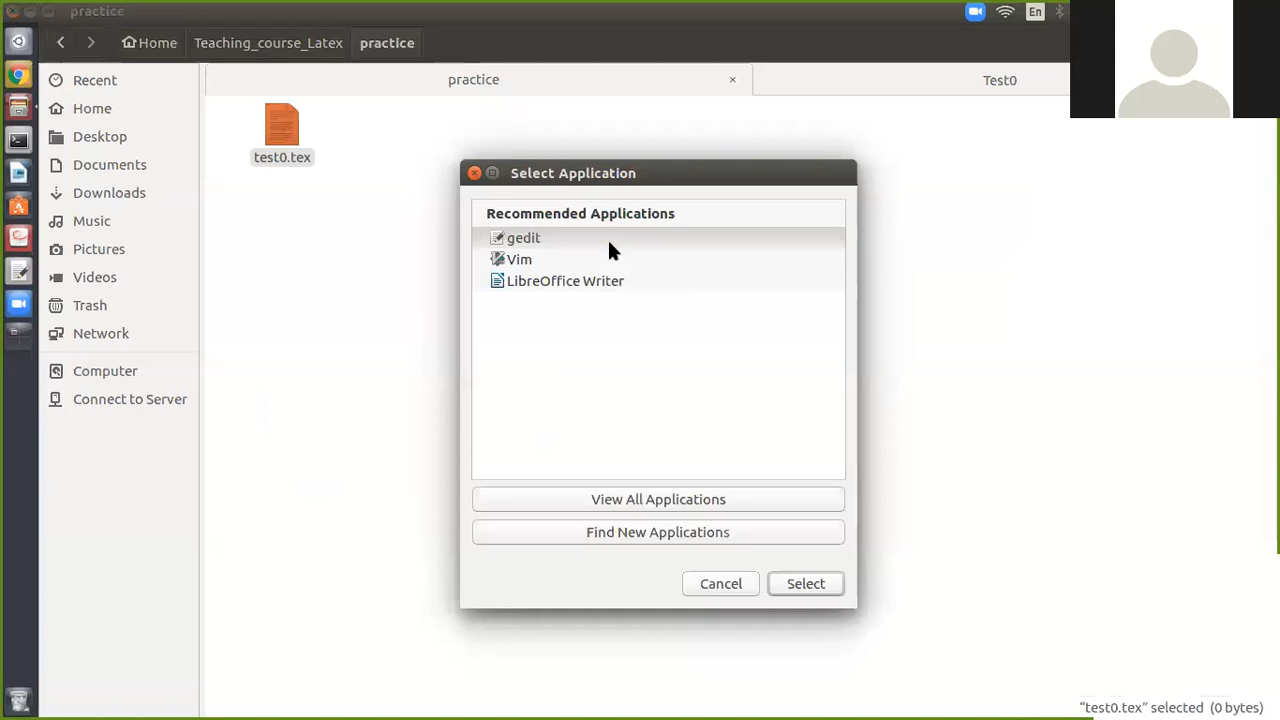 practice
En
Home
Teaching_course_Latex
practice
Recent
Home
Desktop
Documents
Downloads
Music
Pictures
Videos
Trash
Network
Computer
Connect to Server
practice ×
Test0
test0.tex
Select Application
Recommended Applications
gedit
Vim
LibreOffice Writer
View All Applications
Find New Applications
Cancel
Select
“test0.tex” selected (0 bytes)